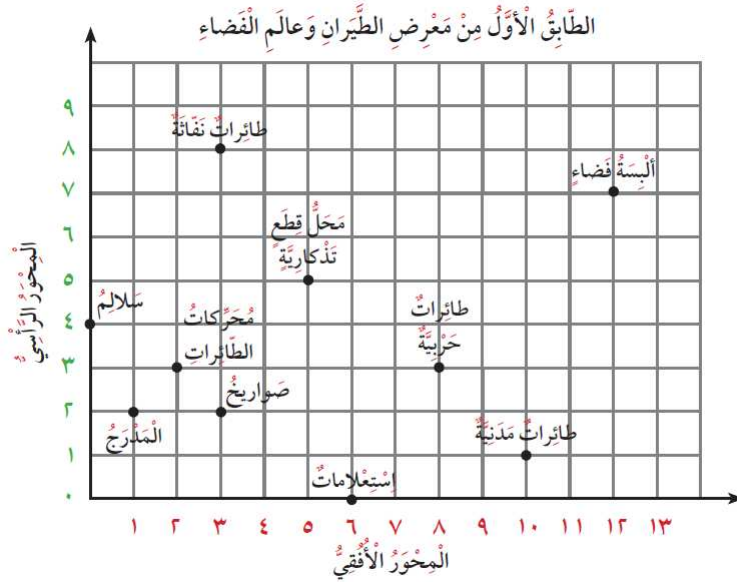 الطّابِقُ الْأَوَّلُ مِنْ مَعْرِضِ الطَّيَرانِ وَعالَمِ الْفَضاءِ
٩
طائِراتٌ نَفّاثَةٌ
٨
أَلْبِسَةُ فَضاءٍ
٧
مَحَلُّ قِطَعٍ
٦
تَذْكارِيَّةٍ
٥
سَلالِمُ
طائِراتٌ
مُحَرِّكاتُ
٤
حَرْبِيَّةٌ
الطّائِراتِ
٣
صَواريخُ
٢
الْمَدْرَجُ
طائِراتٌ مَدَنِيَّةٌ
١
إسْتِعْلاماتٌ
٠
الْمِحْوَرُ الرَّأْسِيُّ
١ ٢ ٣ ٤ ٥ ٦ ٧ ٨ ٩ ١٠ ١١ ١٢ ١٣
الْمِحْوَرُ الْأُفُقِيُّ